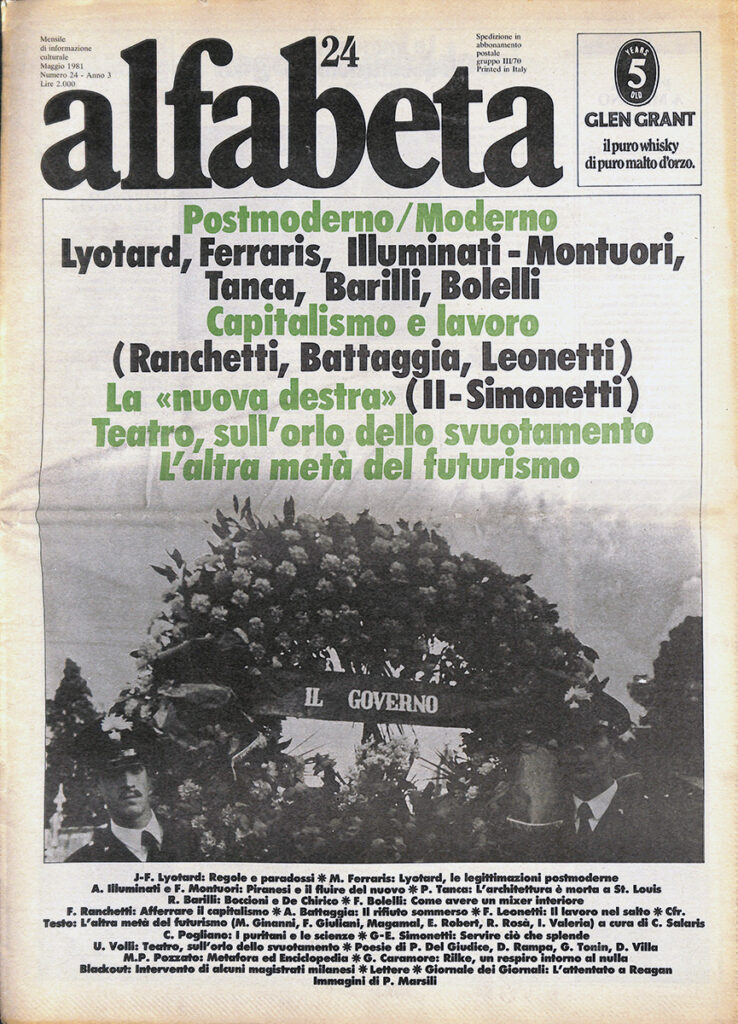 Mensile
di informazione
culturale
Maggio 1981
Numero 24 - Anno 3
Lire 2.000
24
alfabeta
Spedizione in
abbonamento
postale
gruppo III/70
Printed in Italy
YEARS
5
OLD
GLEN GRANT
il puro whisky
di puro malto d'orzo.
Postmoderno/Moderno
Lyotard, Ferraris, Illuminati - Montuori,
Tanca, Barilli, Bolelli
Capitalismo e lavoro
(Ranchetti, Battaggia, Leonetti)
La «nuova destra» (II-Simonetti)
Teatro, sull'orlo dello svuotamento
L'altra metà del futurismo
IL GOVERNO
J-F. Lyotard: Regole e paradossi ✷ M. Ferraris: Lyotard, le legittimazioni postmoderne
A. Illuminati e F. Montuori: Piranesi e il fluire del nuovo ✷ P. Tanca: L'architettura è morta a St. Louis
R. Barilli: Boccioni e De Chirico ✷ F. Bolelli: Come avere un mixer interiore
F. Ranchetti: Afferrare il capitalismo ✷ A. Battaggia: Il rifiuto sommerso ✷ F. Leonetti: Il lavoro nel salto ✷ Cfr.
Testo: L'altra metà del futurismo (M. Ginanni, F. Giuliani, Magamal, E. Robert, R. Rosà, I. Valeria) a cura di C. Salaris
C. Pogliano: I puritani e le scienze ✷ G-E. Simonetti: Servire ciò che splende
U. Volli: Teatro, sull'orlo dello svuotamento ✷ Poesie di P. Del Giudice, D. Rampa, G. Tonin, D. Villa
M.P. Pozzato: Metafora ed Enciclopedia ✷ G. Caramore: Rilke, un respiro intorno al nulla
Blackout: Intervento di alcuni magistrati milanesi ✷ Lettere ✷ Giornale dei Giornali: L'attentato a Reagan
Immagini di P. Marsili